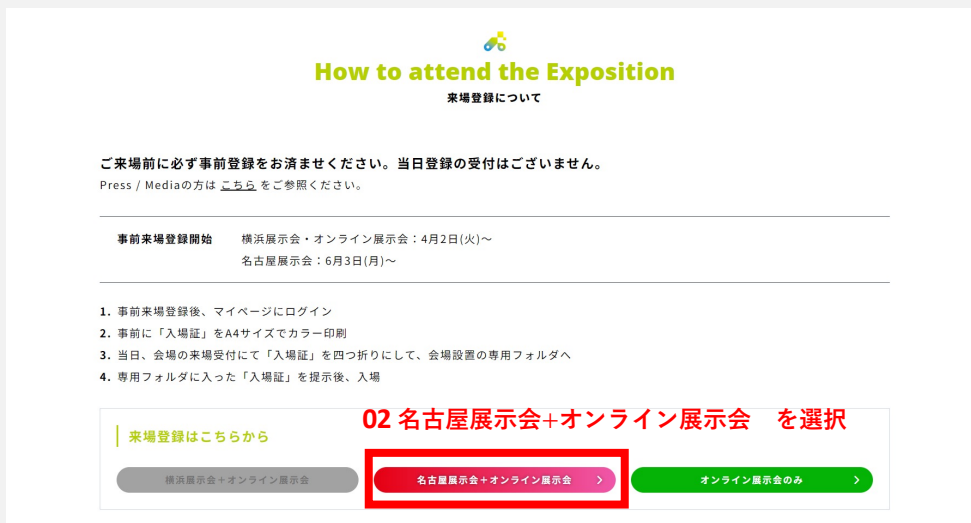 How to attend the Exposition
来場登録について
ご来場前に必ず事前登録をお済ませください。当日登録の受付はございません。
Press / Mediaの方は こちら をご参照ください。
事前来場登録開始 横浜展示会・オンライン展示会：4月2日(火)～
名古屋展示会：6月3日(月)～
1. 事前来場登録後、マイページにログイン
2. 事前に「入場証」をA4サイズでカラー印刷
3. 当日、会場の来場受付にて「入場証」を四つ折りにして、会場設置の専用フォルダへ
4. 専用フォルダに入った「入場証」を提示後、入場
02 名古屋展示会+オンライン展示会　を選択
来場登録はこちらから
横浜展示会＋オンライン展示会 名古屋展示会＋オンライン展示会 オンライン展示会のみ